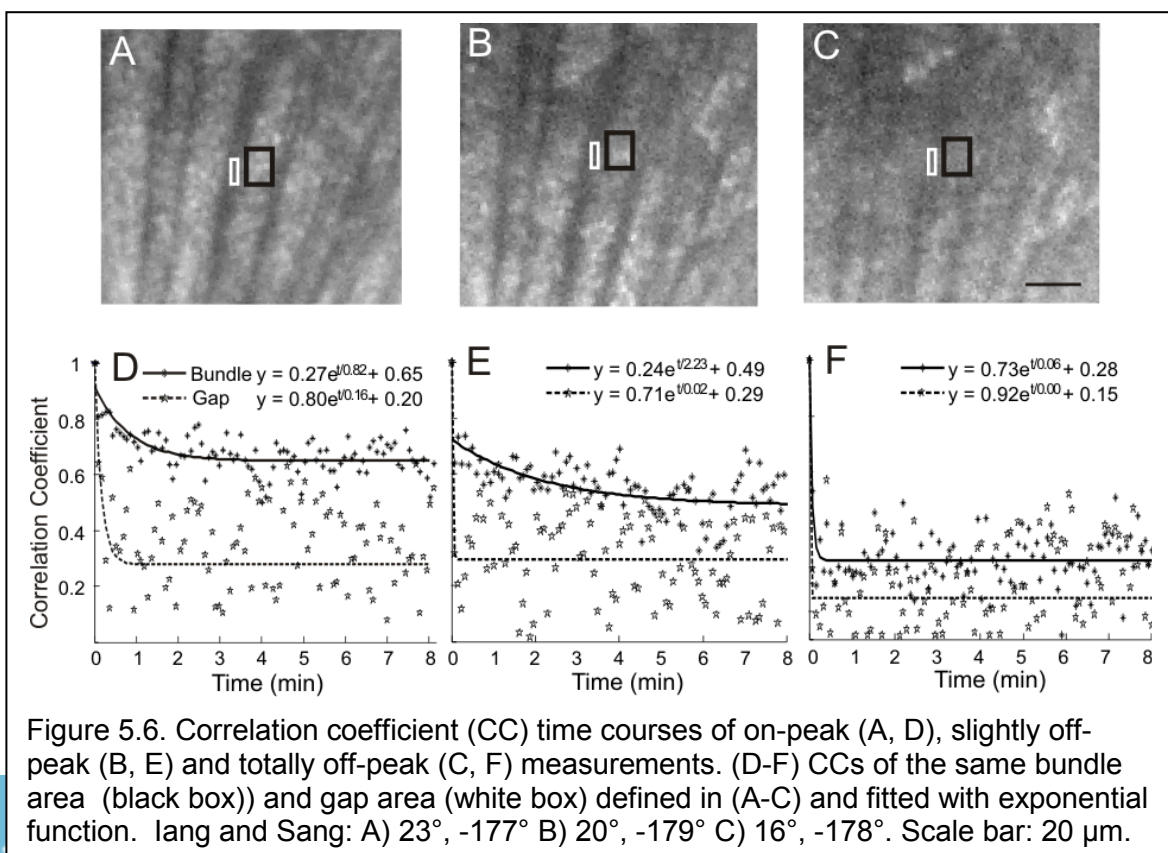 A
B
C
D
Bundle y = 0.27e^t/0.82 + 0.65
Gap y = 0.80e^t/0.16 + 0.20
E
y = 0.24e^t/2.23 + 0.49
y = 0.71e^t/0.02 + 0.29
F
y = 0.73e^t/0.06 + 0.28
y = 0.92e^t/0.00 + 0.15
Correlation Coefficient
1
0.8
0.6
0.4
0.2
0 1 2 3 4 5 6 7 8
0 1 2 3 4 5 6 7 8
0 1 2 3 4 5 6 7 8
Time (min)
Time (min)
Time (min)
Figure 5.6. Correlation coefficient (CC) time courses of on-peak (A, D), slightly off-
peak (B, E) and totally off-peak (C, F) measurements. (D-F) CCs of the same bundle
area (black box)) and gap area (white box) defined in (A-C) and fitted with exponential
function. Iang and Sang: A) 23°, -177° B) 20°, -179° C) 16°, -178°. Scale bar: 20 µm.